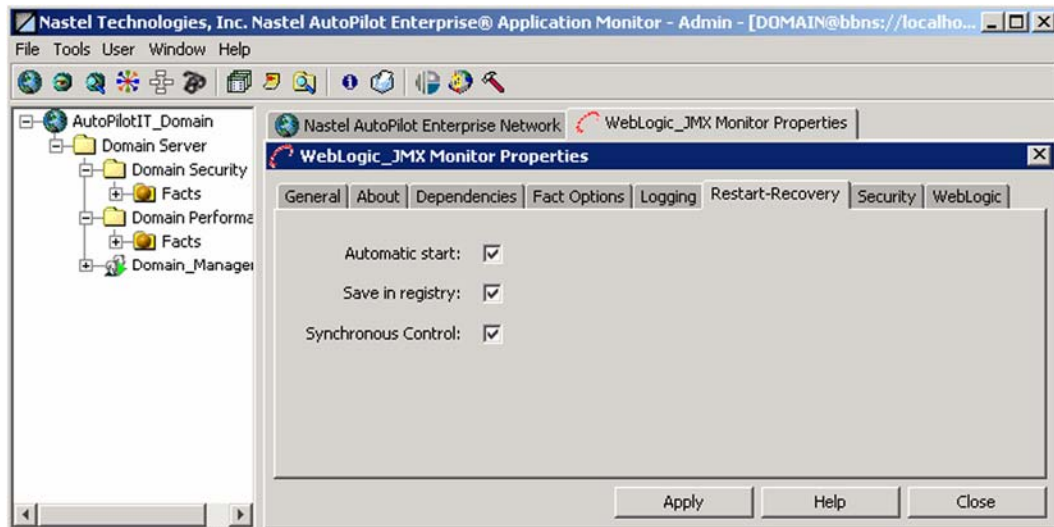 Nastel Technologies, Inc. Nastel AutoPilot Enterprise® Application Monitor - Admin - [DOMAIN@bbns://localho...
File Tools User Window Help
AutoPilotIT_Domain
Domain Server
Domain Security
Facts
Domain Performa
Facts
Domain_Manager
Nastel AutoPilot Enterprise Network
WebLogic_JMX Monitor Properties
WebLogic_JMX Monitor Properties
General About Dependencies Fact Options Logging Restart-Recovery Security WebLogic
Automatic start:
Save in registry:
Synchronous Control:
Apply Help Close